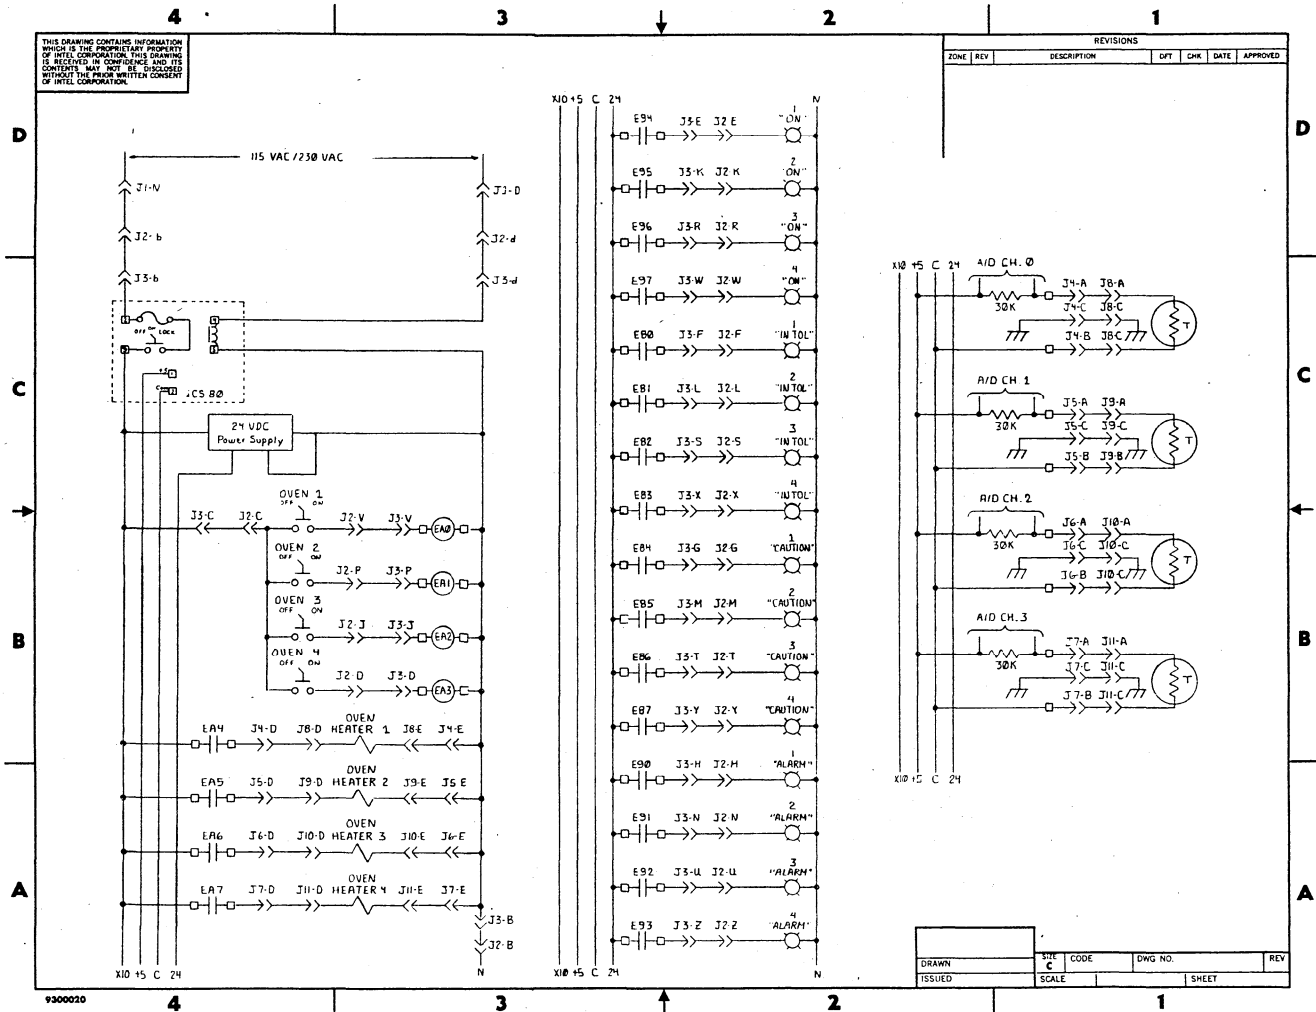 4 3 2 1
THIS DRAWING CONTAINS INFORMATION
WHICH IS THE PROPRIETARY PROPERTY
OF INTEL CORPORATION. THIS DRAWING
IS RECEIVED IN CONFIDENCE AND ITS
CONTENTS MAY NOT BE DISCLOSED
WITHOUT THE PRIOR WRITTEN CONSENT
OF INTEL CORPORATION.
REVISIONS
ZONE REV DESCRIPTION DFT CHK DATE APPROVED
D D
C C
B B
A A
115 VAC/230 VAC
J1-N J1-D
J2-b J2-d
J3-b J3-d
OFF ON LOCK
+5
C
ICS 80
24 VDC
Power Supply
OVEN 1
OFF ON
J3-C J2-C J2-V J3-V EA0
OVEN 2
OFF ON
J2-P J3-P EA1
OVEN 3
OFF ON
J2-J J3-J EA2
OVEN 4
OFF ON
J2-D J3-D EA3
OVEN
EA4 J4-D J8-D HEATER 1 J8-E J4-E
OVEN
EA5 J5-D J9-D HEATER 2 J9-E J5-E
OVEN
EA6 J6-D J10-D HEATER 3 J10-E J6-E
OVEN
EA7 J7-D J11-D HEATER 4 J11-E J7-E
J3-B
J2-B
X10 +5 C 24 N
X10 +5 C 24 N
1
E94 J3-E J2-E "ON"
2
E95 J3-K J2-K "ON"
3
E96 J3-R J2-R "ON"
4
E97 J3-W J2-W "ON"
1
E80 J3-F J2-F "IN TOL"
2
E81 J3-L J2-L "IN TOL"
3
E82 J3-S J2-S "IN TOL"
4
E83 J3-X J2-X "IN TOL"
1
E84 J3-G J2-G "CAUTION"
2
E85 J3-M J2-M "CAUTION"
3
E86 J3-T J2-T "CAUTION"
4
E87 J3-Y J2-Y "CAUTION"
1
E90 J3-H J2-H "ALARM"
2
E91 J3-N J2-N "ALARM"
3
E92 J3-U J2-U "ALARM"
4
E93 J3-Z J2-Z "ALARM"
X10 +5 C 24 N
X10 +5 C 24
A/D CH. 0
30K J4-A J8-A
J4-C J8-C
J4-B J8-C
T
A/D CH. 1
30K J5-A J9-A
J5-C J9-C
J5-B J9-B
T
A/D CH. 2
30K J6-A J10-A
J6-C J10-C
J6-B J10-C
T
A/D CH. 3
30K J7-A J11-A
J7-C J11-C
J7-B J11-C
T
X10 +5 C 24
DRAWN
ISSUED
SIZE
C
CODE DWG NO. REV
SCALE SHEET
9300020
4 3 2 1